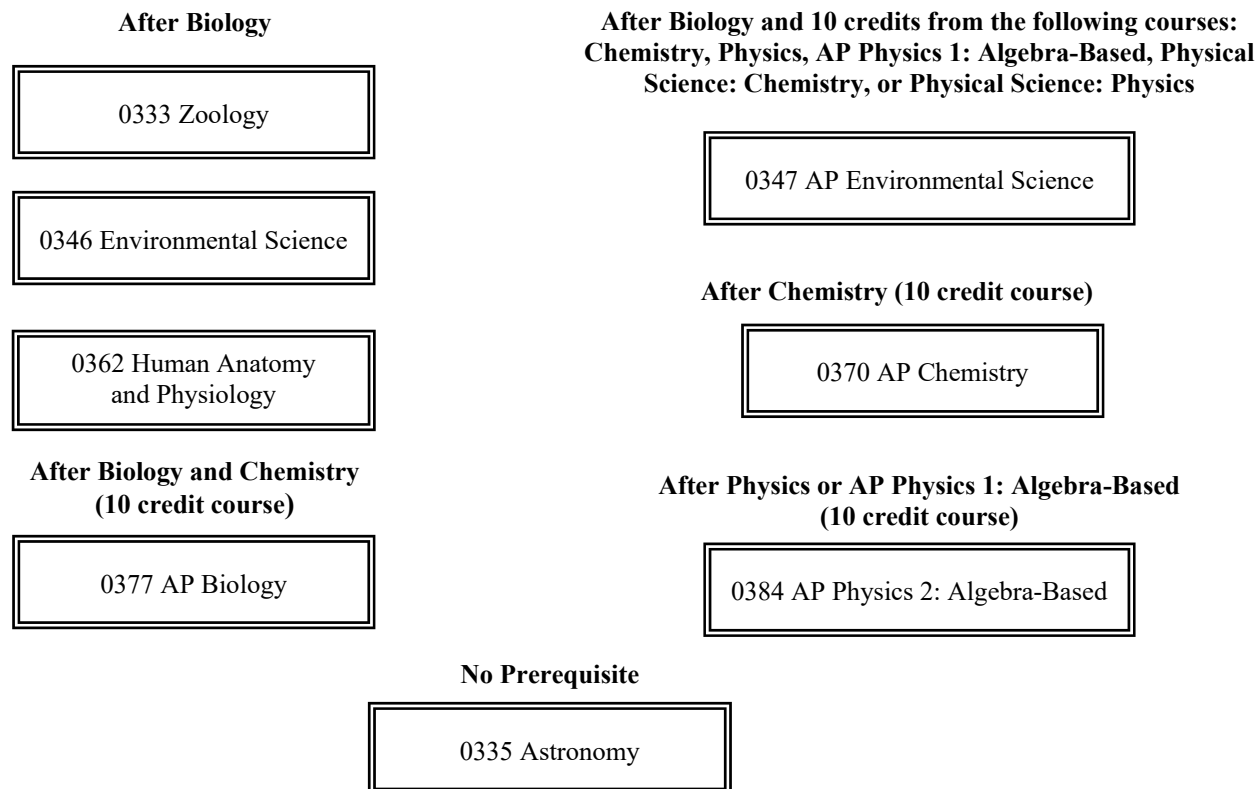 After Biology
0333 Zoology
0346 Environmental Science
0362 Human Anatomy
and Physiology
After Biology and Chemistry
(10 credit course)
0377 AP Biology
After Biology and 10 credits from the following courses:
Chemistry, Physics, AP Physics 1: Algebra-Based, Physical
Science: Chemistry, or Physical Science: Physics
0347 AP Environmental Science
After Chemistry (10 credit course)
0370 AP Chemistry
After Physics or AP Physics 1: Algebra-Based
(10 credit course)
0384 AP Physics 2: Algebra-Based
No Prerequisite
0335 Astronomy